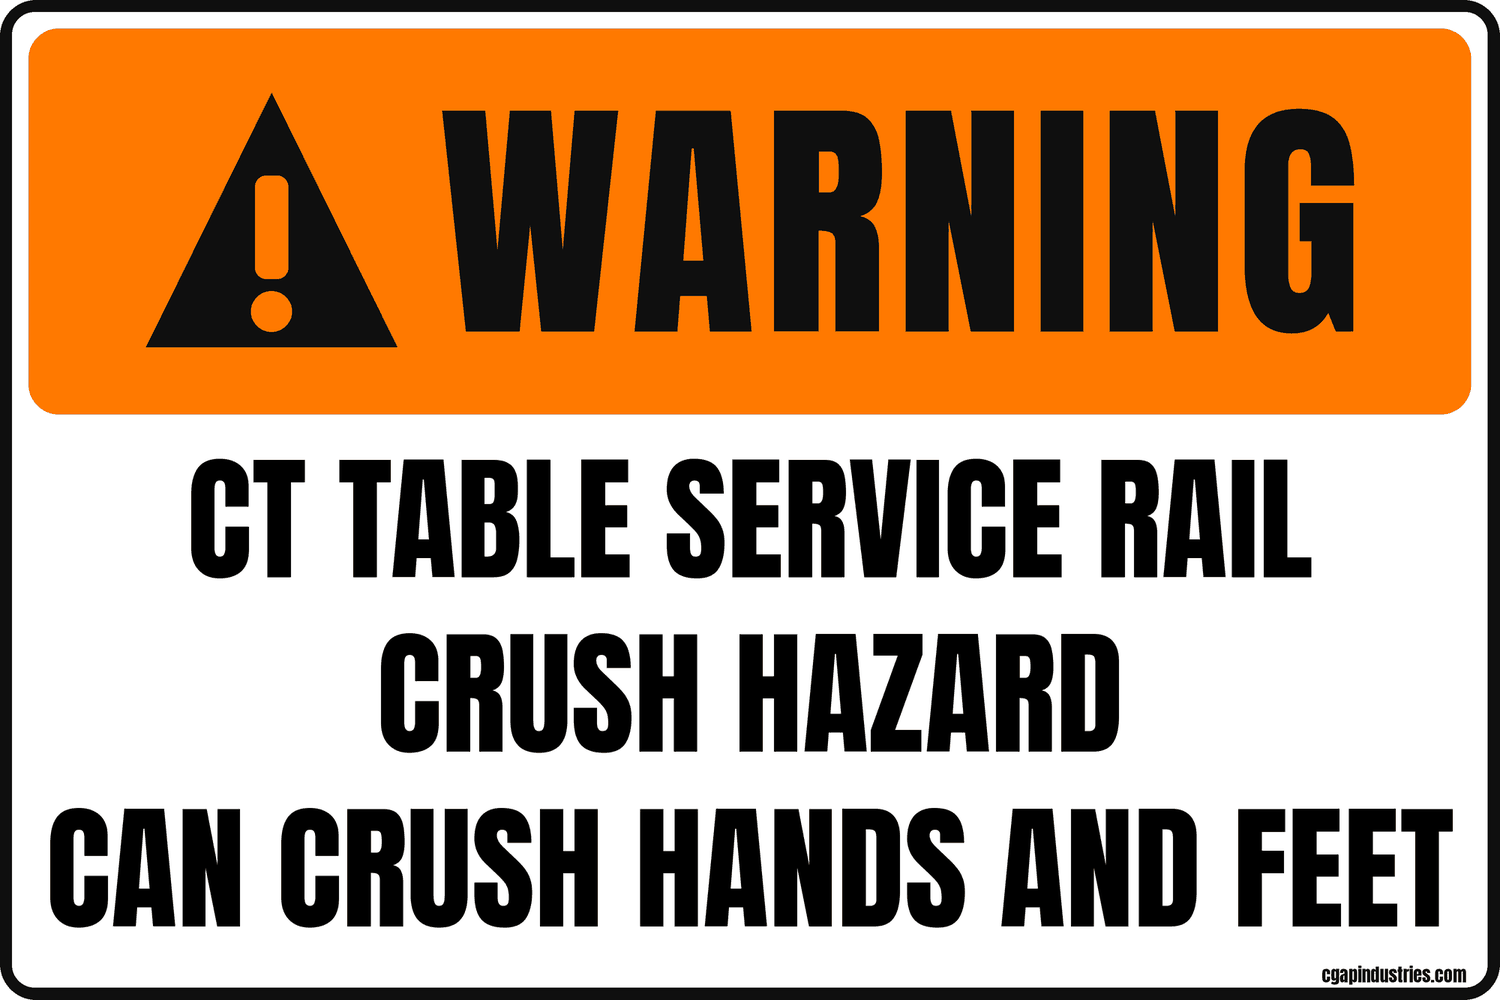 WARNING
CT TABLE SERVICE RAIL
CRUSH HAZARD
CAN CRUSH HANDS AND FEET
cgapindustries.com